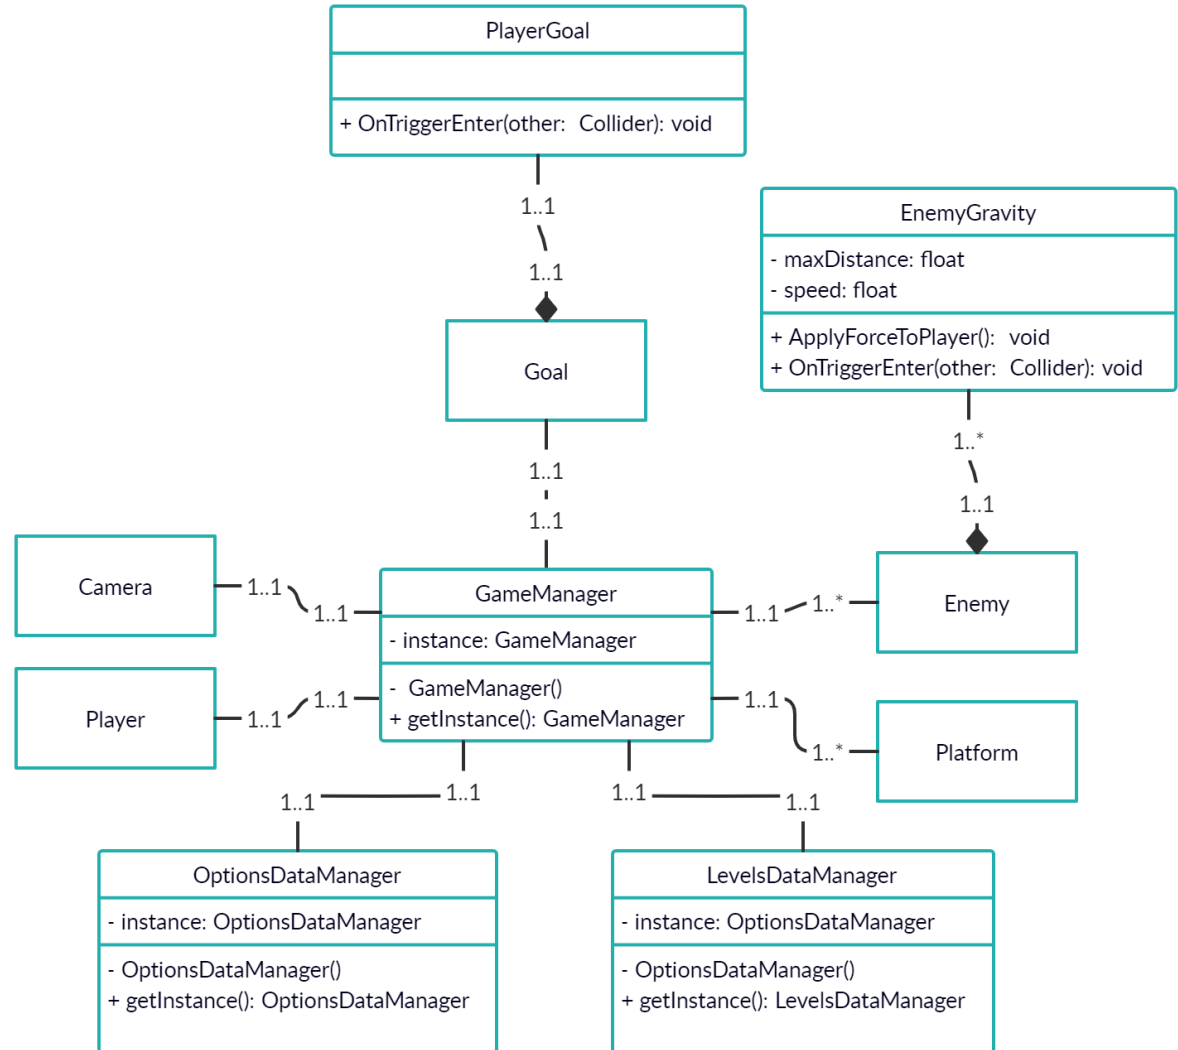 PlayerGoal
+ OnTriggerEnter(other:  Collider): void
1..1
1..1
Goal
1..1
1..1
EnemyGravity
- maxDistance: float
- speed: float
+ ApplyForceToPlayer():  void
+ OnTriggerEnter(other:  Collider): void
1..*
1..1
Enemy
Camera
1..1
1..1
Player
1..1
1..1
GameManager
- instance: GameManager
-  GameManager()
+ getInstance(): GameManager
1..1
1..*
1..1
1..*
Platform
1..1
1..1
1..1
1..1
OptionsDataManager
- instance: OptionsDataManager
- OptionsDataManager()
+ getInstance(): OptionsDataManager
LevelsDataManager
- instance: OptionsDataManager
- OptionsDataManager()
+ getInstance(): LevelsDataManager